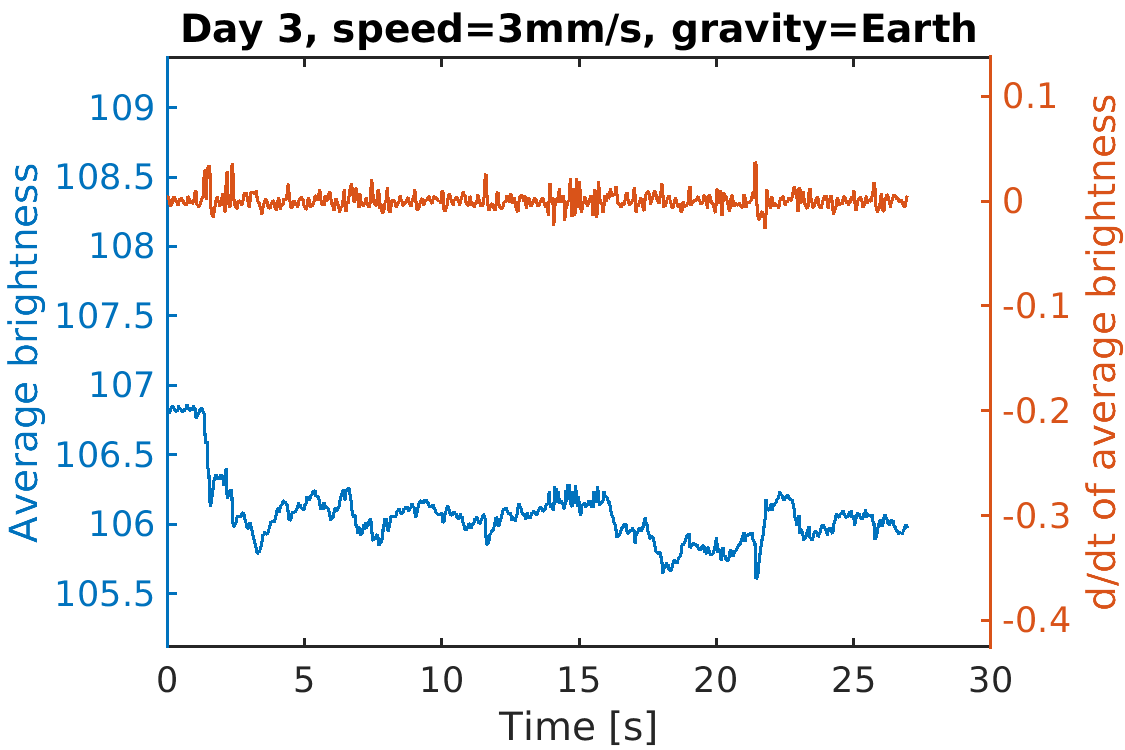 Day 3, speed=3mm/s, gravity=Earth
Average brightness
109
108.5
108
107.5
107
106.5
106
105.5
0.1
0
-0.1
-0.2
-0.3
-0.4
d/dt of average brightness
0 5 10 15 20 25 30
Time [s]